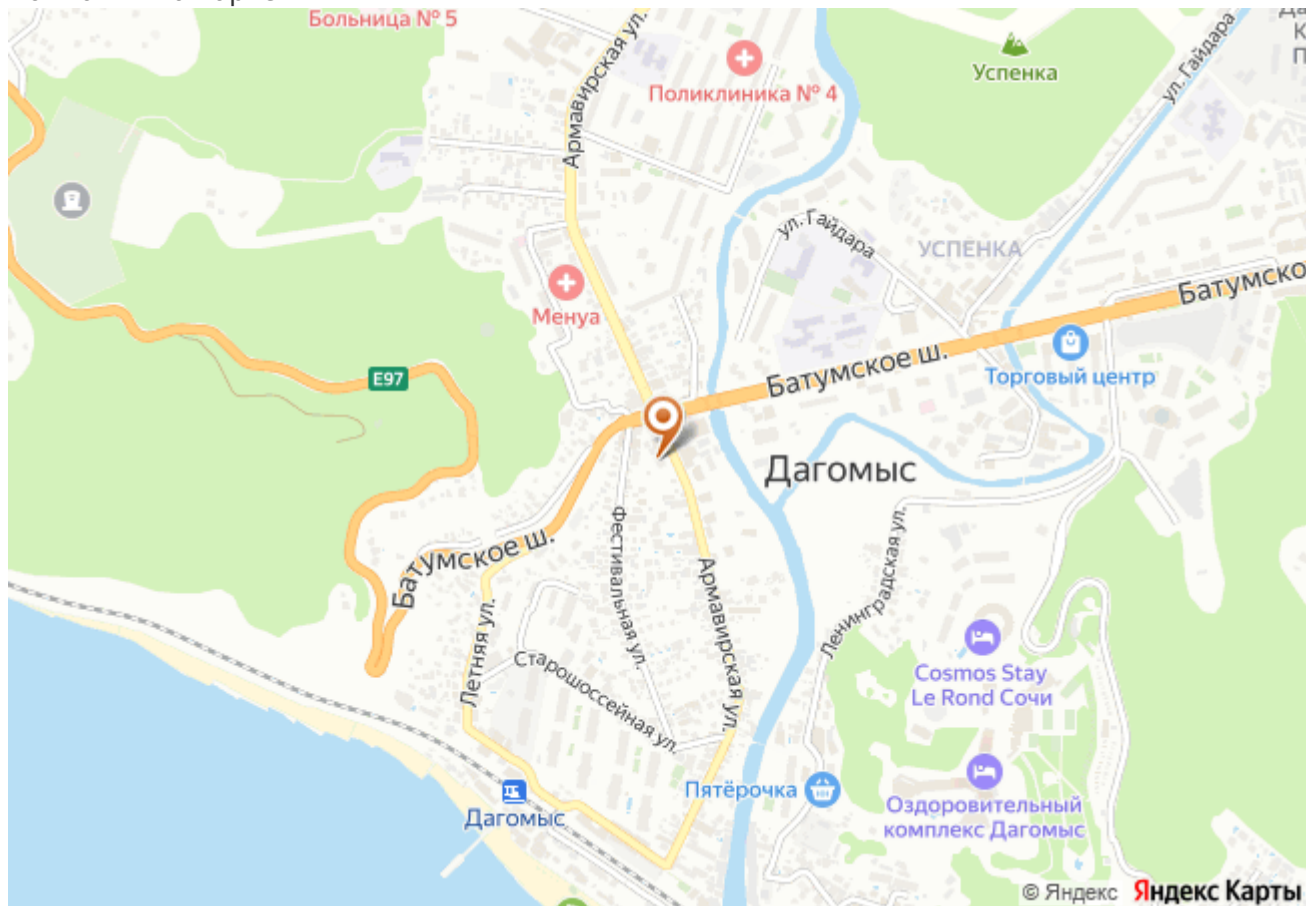 Больница № 5
Армавирская ул.
Поликлиника № 4
Успенка
ул. Гайдара
ул. Гайдара
УСПЕНКА
Менуа
Батумско
E97
Батумское ш.
Торговый центр
Дагомыс
Батумское ш.
Фестивальная ул.
Армавирская ул.
Ленинградская ул.
Летняя ул.
Старошоссейная ул.
Cosmos Stay
Le Rond Сочи
Пятёрочка
Дагомыс
Оздоровительный
комплекс Дагомыс
© Яндекс Яндекс Карты